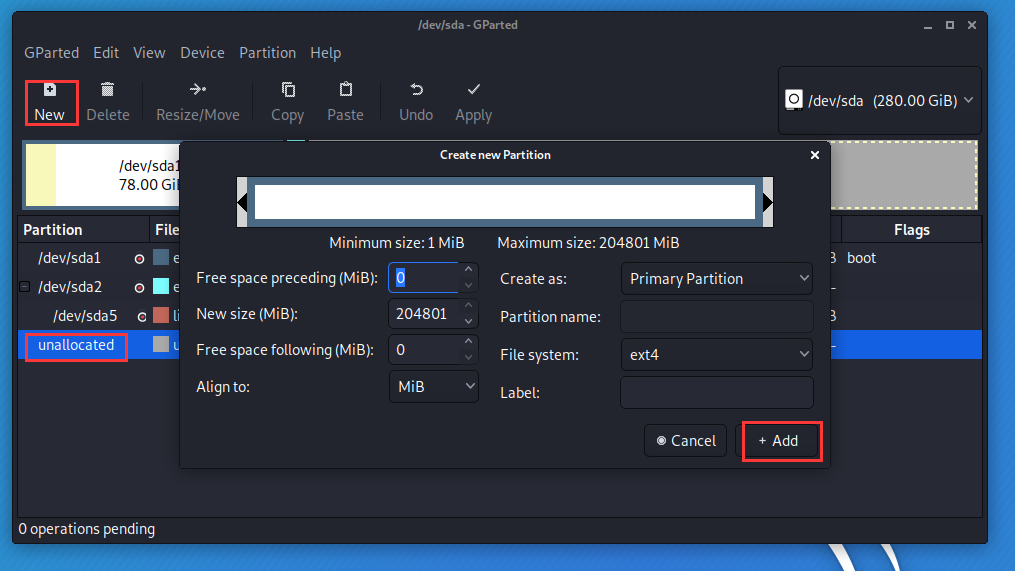 /dev/sda - GParted
GParted Edit View Device Partition Help
New Delete Resize/Move Copy Paste Undo Apply
/dev/sda (280.00 GiB)
/dev/sda1
78.00 GiB
Create new Partition
Minimum size: 1 MiB Maximum size: 204801 MiB
Free space preceding (MiB): 0
New size (MiB): 204801
Free space following (MiB): 0
Align to: MiB
Create as: Primary Partition
Partition name:
File system: ext4
Label:
Cancel
+ Add
Partition File Flags
/dev/sda1 e B boot
/dev/sda2 e -
/dev/sda5 li B
unallocated u -
0 operations pending